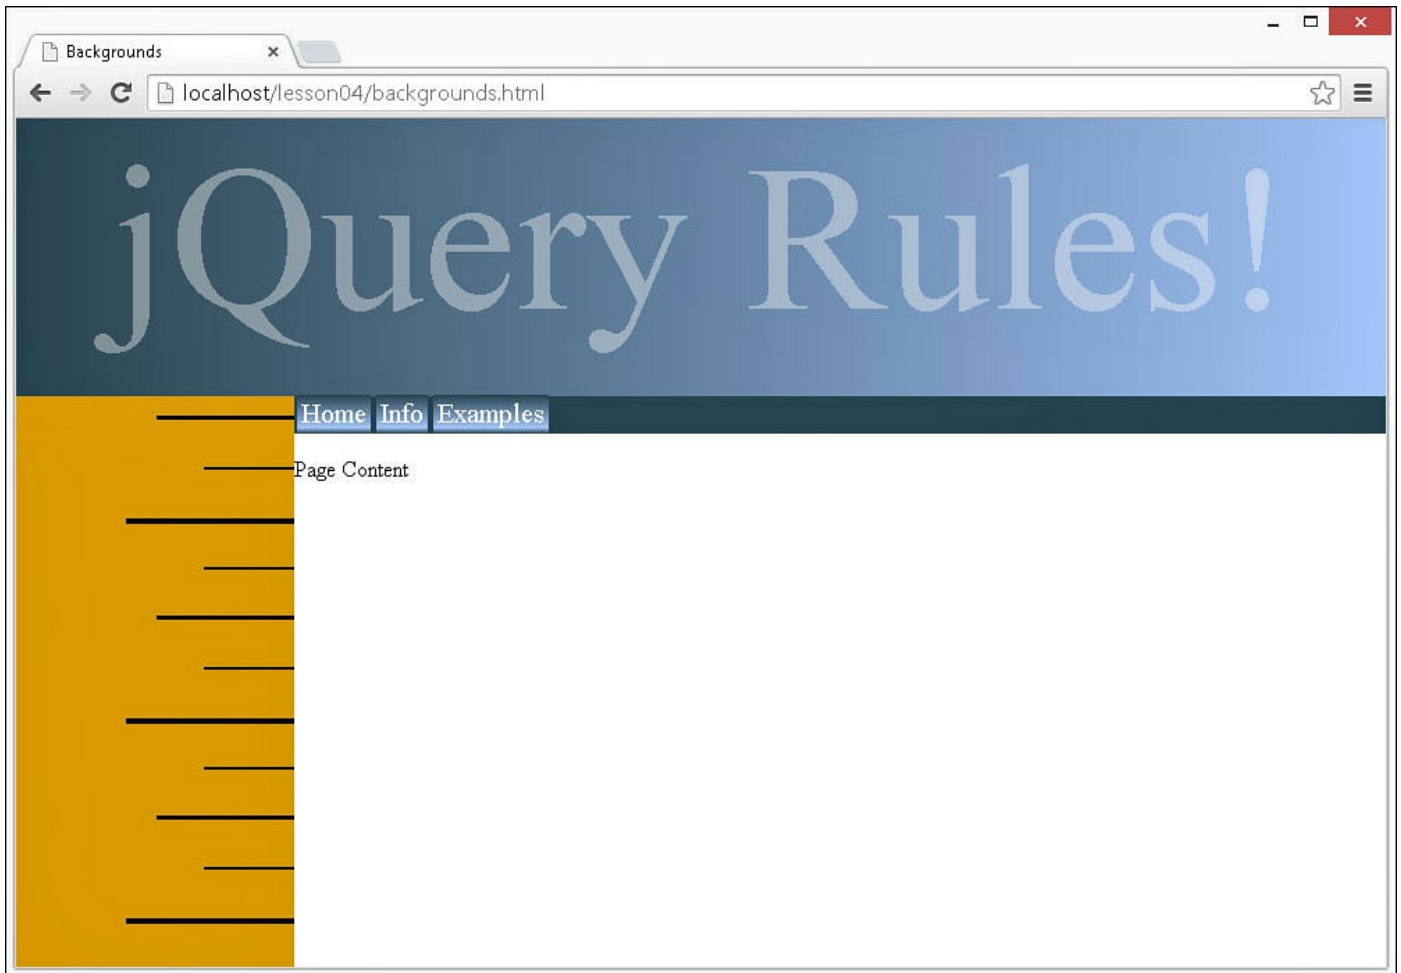 Backgrounds
localhost/lesson04/backgrounds.html
jQuery Rules!
Home Info Examples
Page Content